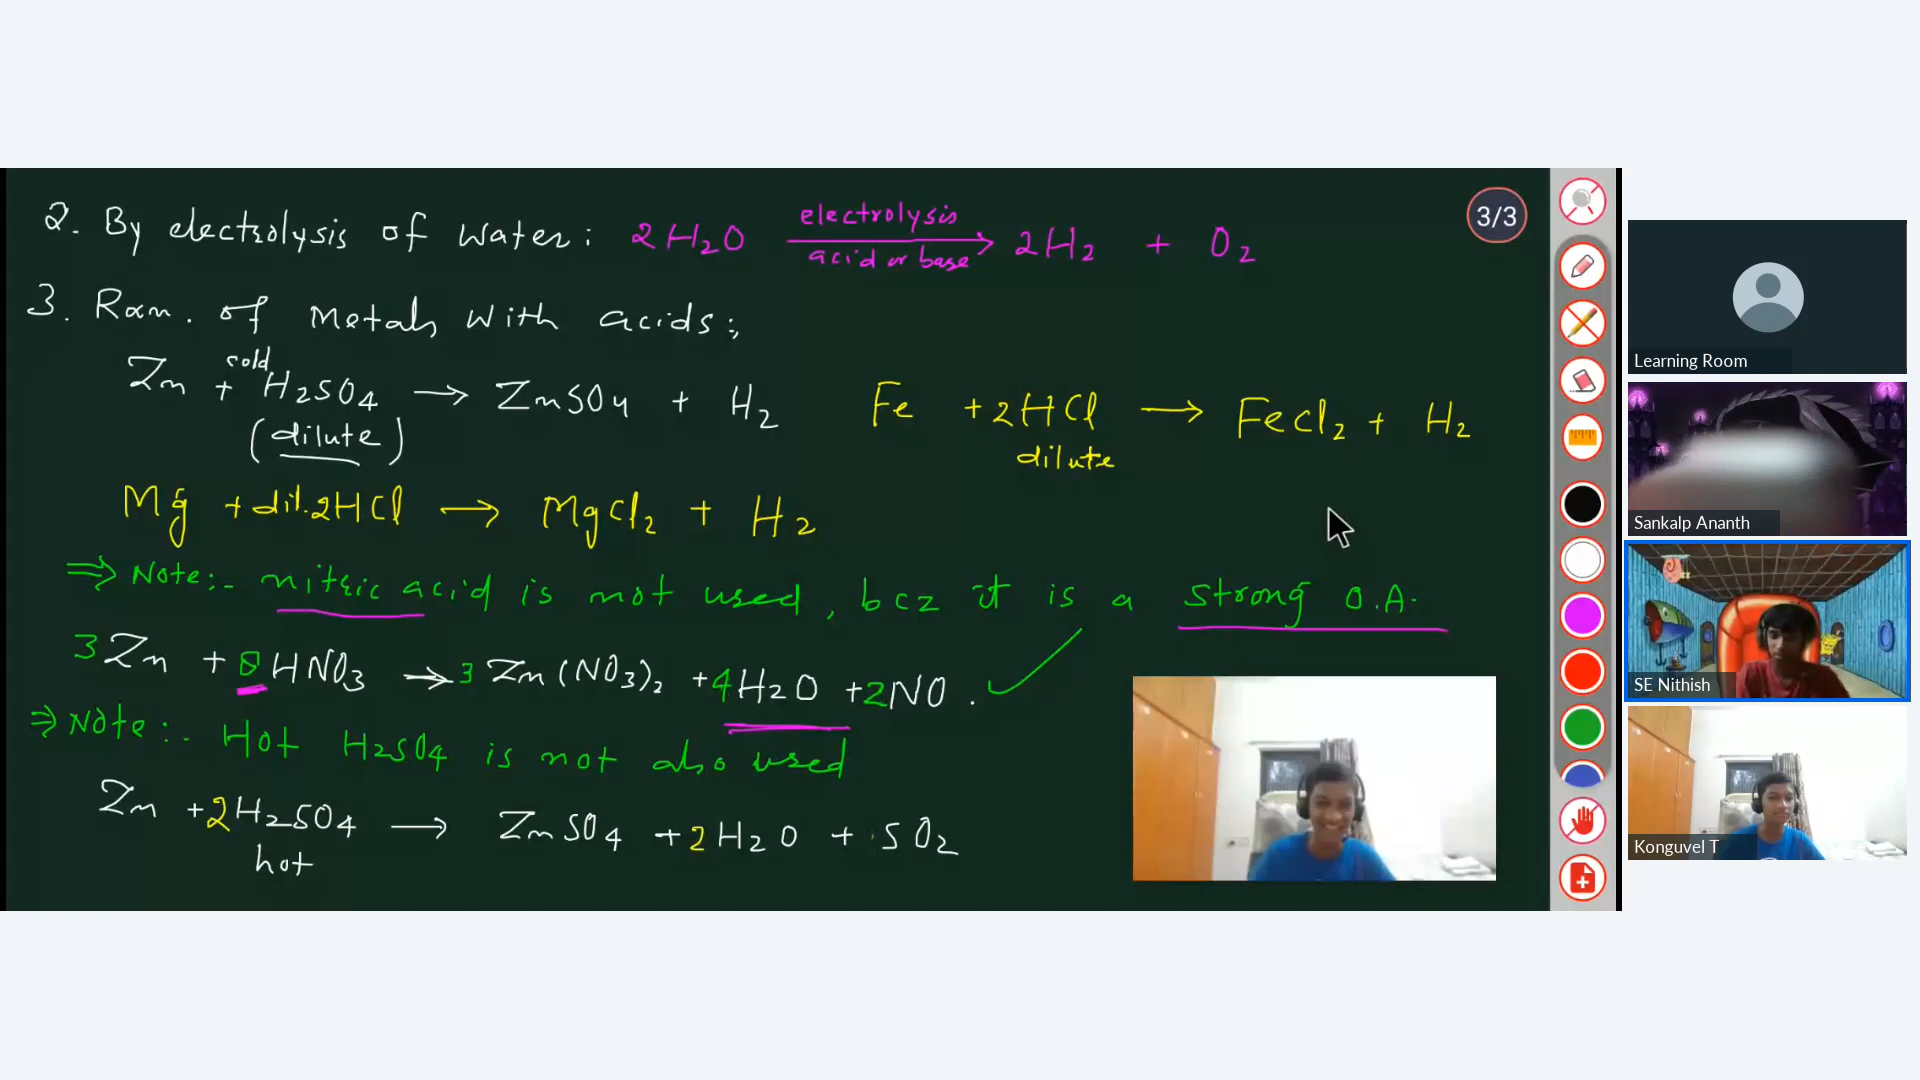 2. By electrolysis of water: 2H₂O electrolysis acid or base → 2H₂ + O₂
3/3
3. Rxn. of metals with acids:
Zn + cold H₂SO₄ (dilute) → ZnSO₄ + H₂
Fe + 2HCl dilute → FeCl₂ + H₂
Mg + dil. 2HCl → MgCl₂ + H₂
⇒ Note:- nitric acid is not used, bcz it is a strong O.A.
3Zn + 8HNO₃ → 3Zn(NO₃)₂ + 4H₂O + 2NO.
⇒ Note:- Hot H₂SO₄ is not also used
Zn + 2H₂SO₄ hot → ZnSO₄ + 2H₂O + SO₂
Learning Room
Sankalp Ananth
SE Nithish
Konguvel T